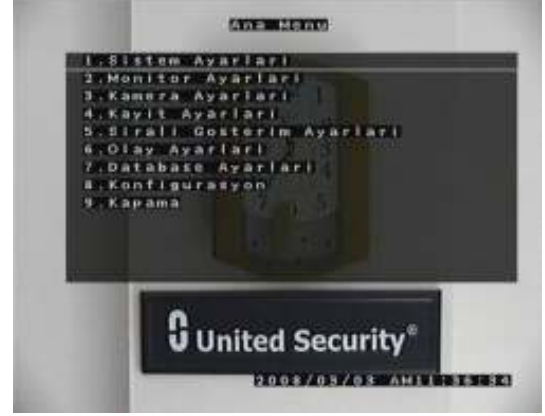 Ana Menu
1.Sistem Ayarlari
2.Monitor Ayarlari
3.Kamera Ayarlari
4.Kayit Ayarlari
5.Sirali Gosterim Ayarlari
6.Olay Ayarlari
7.Database Ayarlari
8.Konfigurasyon
9.Kapama
United Security®
2008/03/03 AM11:36:34